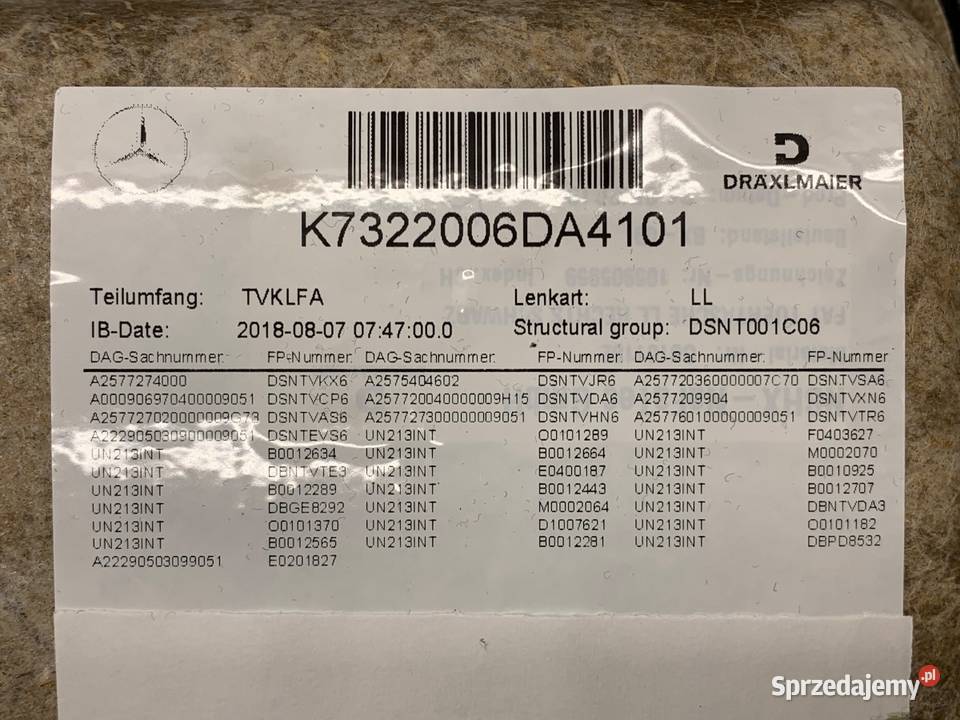 DRÄXLMAIER
K7322006DA4101
Teilumfang: TVKLFA Lenkart: LL
IB-Date: 2018-08-07 07:47:00.0 Structural group: DSNT001C06
DAG-Sachnummer: FP-Nummer: DAG-Sachnummer: FP-Nummer: DAG-Sachnummer: FP-Nummer
A2577274000 DSNTVKX6 A2575404602 DSNTVJR6 A257720360000007C70 DSNTVSA6
A000906970400009051 DSNTVCP6 A257720040000009H15 DSNTVDA6 A2577209904 DSNTVXN6
A257727020000009G73 DSNTVAS6 A257727300000009051 DSNTVHN6 A257760100000009051 DSNTVTR6
A222905030900009051 DSNTEVS6 UN213INT O0101289 UN213INT F0403627
UN213INT B0012634 UN213INT B0012664 UN213INT M0002070
UN213INT DBNTVTE3 UN213INT E0400187 UN213INT B0010925
UN213INT B0012289 UN213INT B0012443 UN213INT B0012707
UN213INT DBGE8292 UN213INT M0002064 UN213INT DBNTVDA3
UN213INT O0101370 UN213INT D1007621 UN213INT O0101182
UN213INT B0012565 UN213INT B0012281 UN213INT DBPD8532
A22290503099051 E0201827
Sprzedajemy.pl